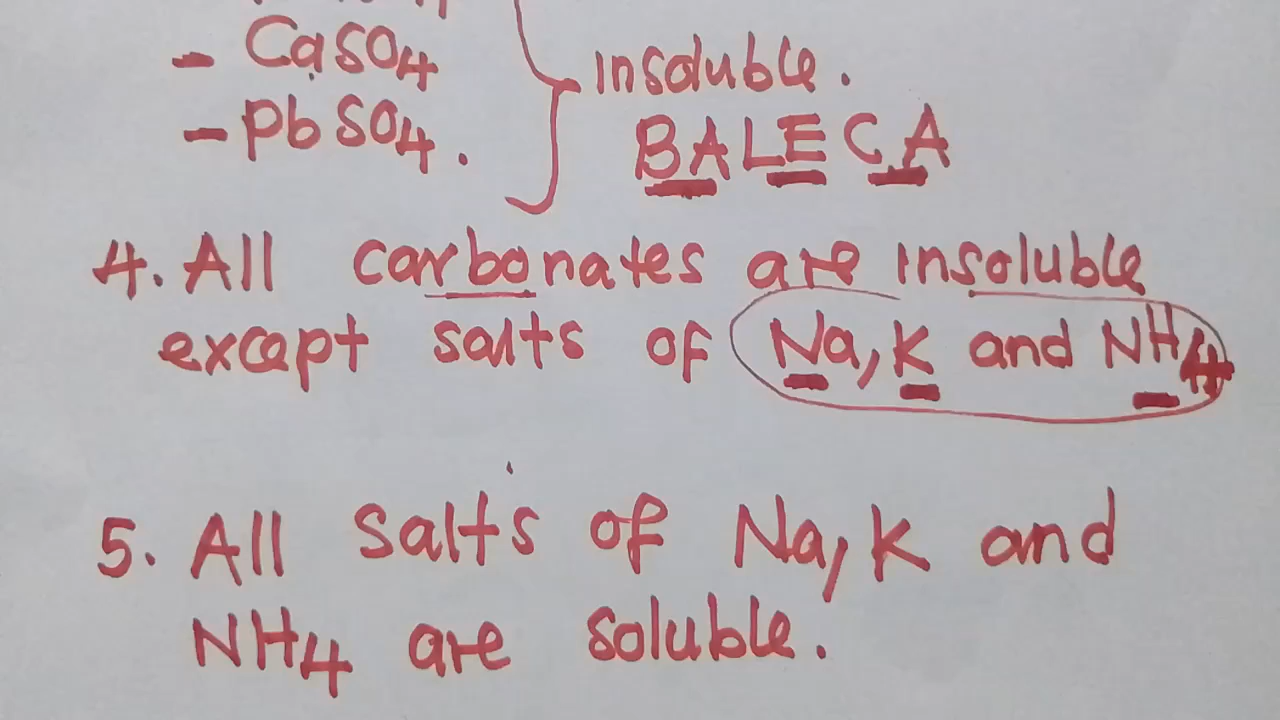 - CaSO4
- PbSO4.
insoluble.
BALECA
4. All carbonates are insoluble
except salts of Na, K and NH4
5. All salts of Na, K and
NH4 are soluble.